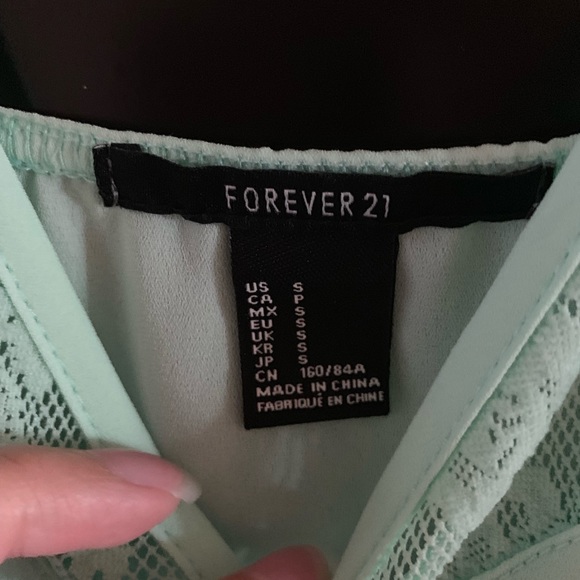 FOREVER 21
US S
CA P
MX S
EU S
UK S
KR S
JP S
CN 160/84A
MADE IN CHINA
FABRIQUÉ EN CHINE